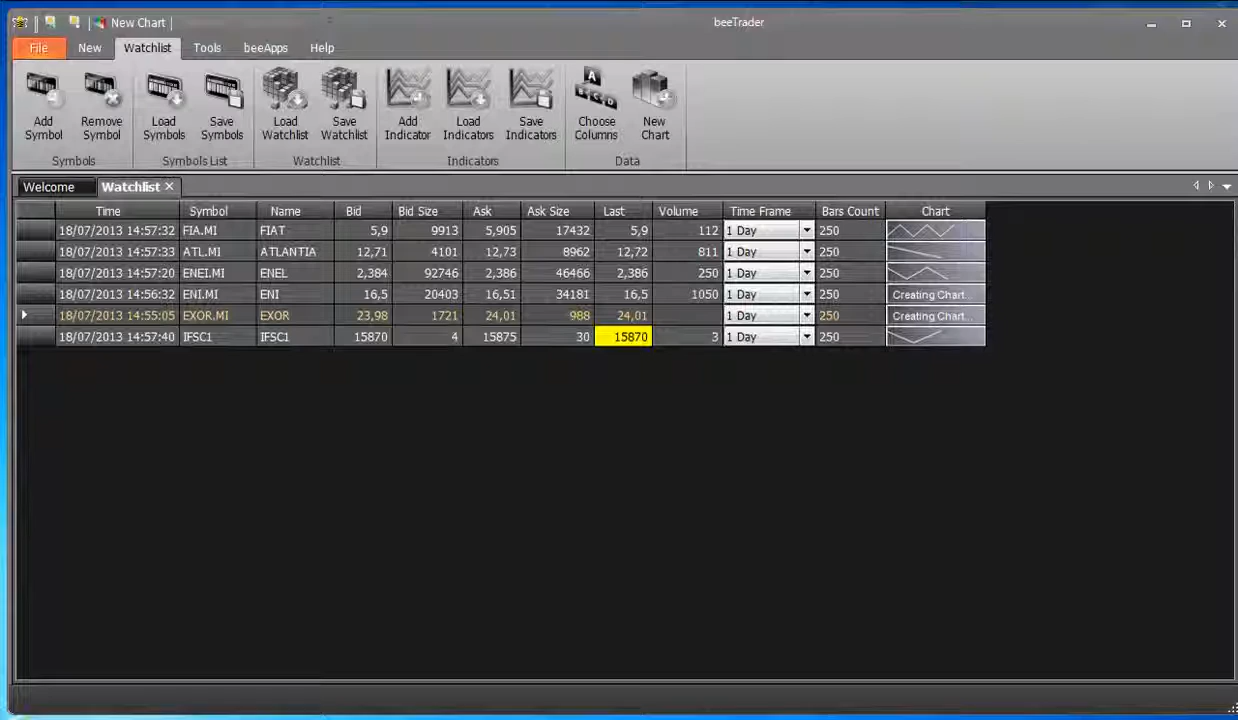 New Chart beeTrader
File New Watchlist Tools beeApps Help
Add Symbol Remove Symbol Load Symbols Save Symbols Load Watchlist Save Watchlist Add Indicator Load Indicators Save Indicators Choose Columns New Chart
Symbols Symbols List Watchlist Indicators Data
Welcome Watchlist
Time Symbol Name Bid Bid Size Ask Ask Size Last Volume Time Frame Bars Count Chart
18/07/2013 14:57:32 FIA.MI FIAT 5,9 9913 5,905 17432 5,9 112 1 Day 250
18/07/2013 14:57:33 ATL.MI ATLANTIA 12,71 4101 12,73 8962 12,72 811 1 Day 250
18/07/2013 14:57:20 ENEI.MI ENEL 2,384 92746 2,386 46466 2,386 250 1 Day 250
18/07/2013 14:56:32 ENI.MI ENI 16,5 20403 16,51 34181 16,5 1050 1 Day 250 Creating Chart...
18/07/2013 14:55:05 EXOR.MI EXOR 23,98 1721 24,01 988 24,01 1 Day 250 Creating Chart...
18/07/2013 14:57:40 IFSC1 IFSC1 15870 4 15875 30 15870 3 1 Day 250